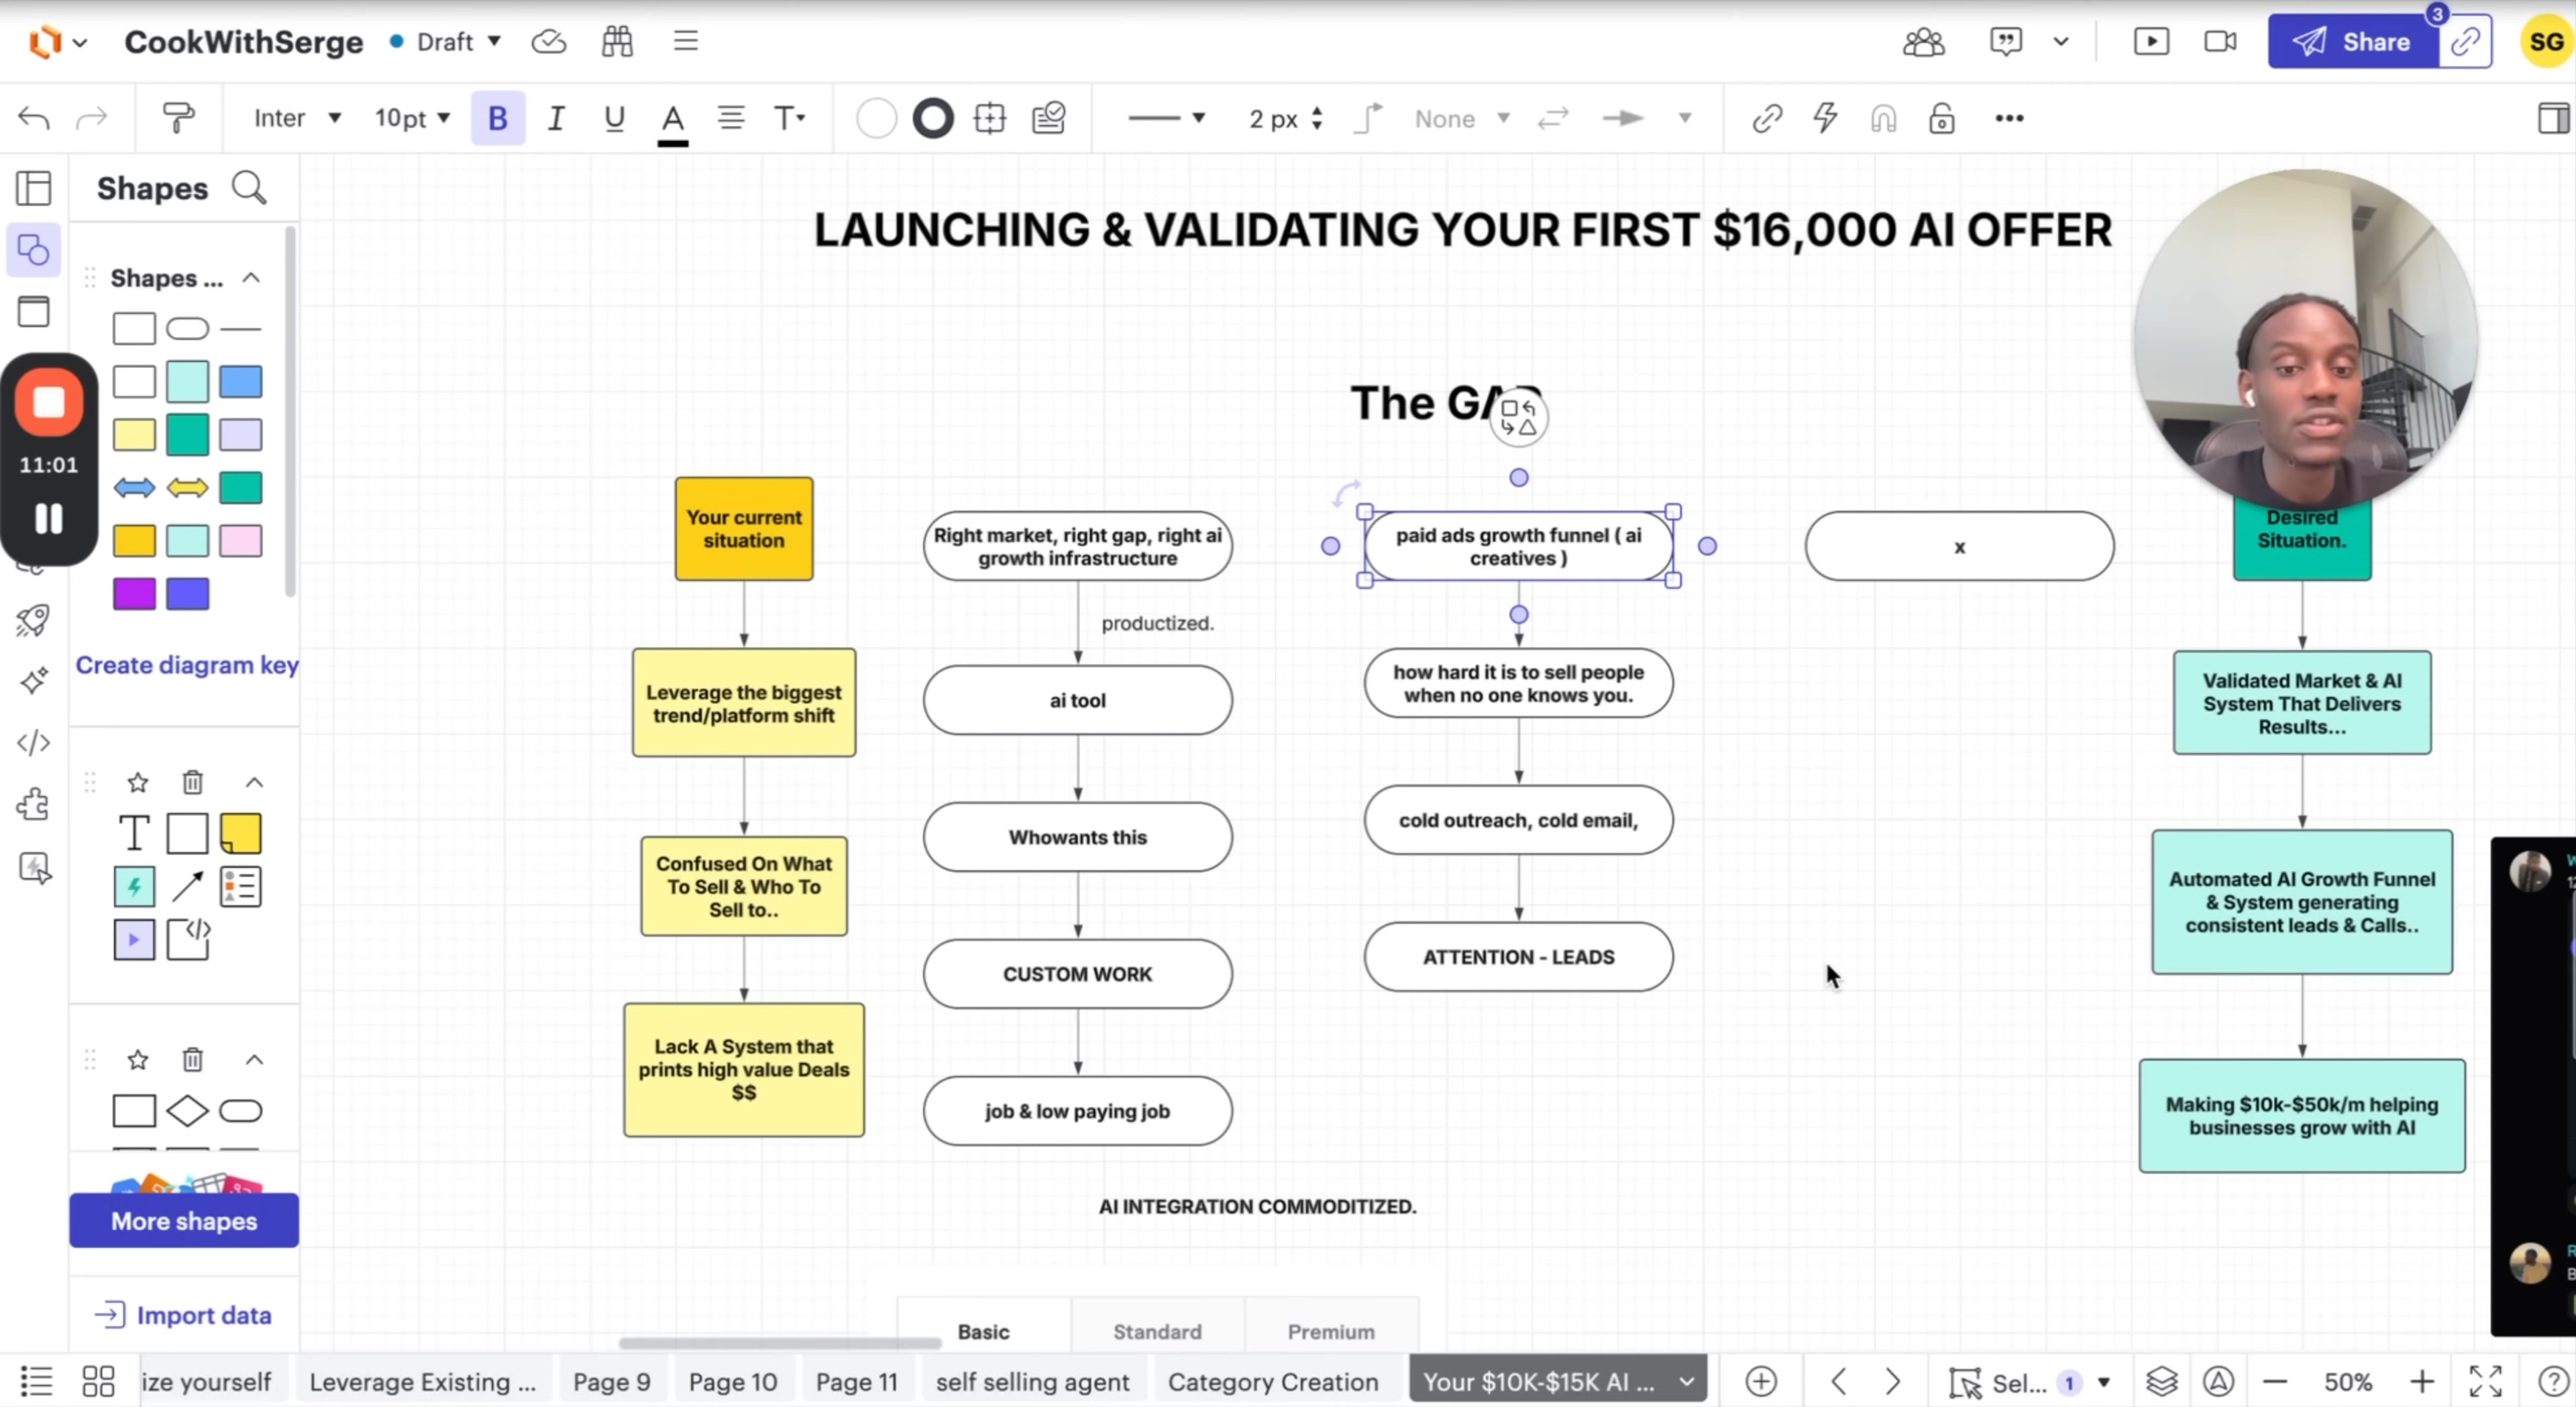 CookWithSerge
Draft
3
Share
SG
Inter
10pt
B
I
U
A
T
2 px
None
Shapes
Shapes ...
11:01
Create diagram key
T
More shapes
Import data
LAUNCHING & VALIDATING YOUR FIRST $16,000 AI OFFER
The GAP
Your current
situation
Leverage the biggest
trend/platform shift
Confused On What
To Sell & Who To
Sell to..
Lack A System that
prints high value Deals
$$
Right market, right gap, right ai
growth infrastructure
productized.
ai tool
Whowants this
CUSTOM WORK
job & low paying job
paid ads growth funnel ( ai
creatives )
how hard it is to sell people
when no one knows you.
cold outreach, cold email,
ATTENTION - LEADS
x
Desired
Situation.
Validated Market & AI
System That Delivers
Results...
Automated AI Growth Funnel
& System generating
consistent leads & Calls..
Making $10k-$50k/m helping
businesses grow with AI
AI INTEGRATION COMMODITIZED.
Basic
Standard
Premium
ize yourself
Leverage Existing ...
Page 9
Page 10
Page 11
self selling agent
Category Creation
Your $10K-$15K AI ...
Sel... 1
50%